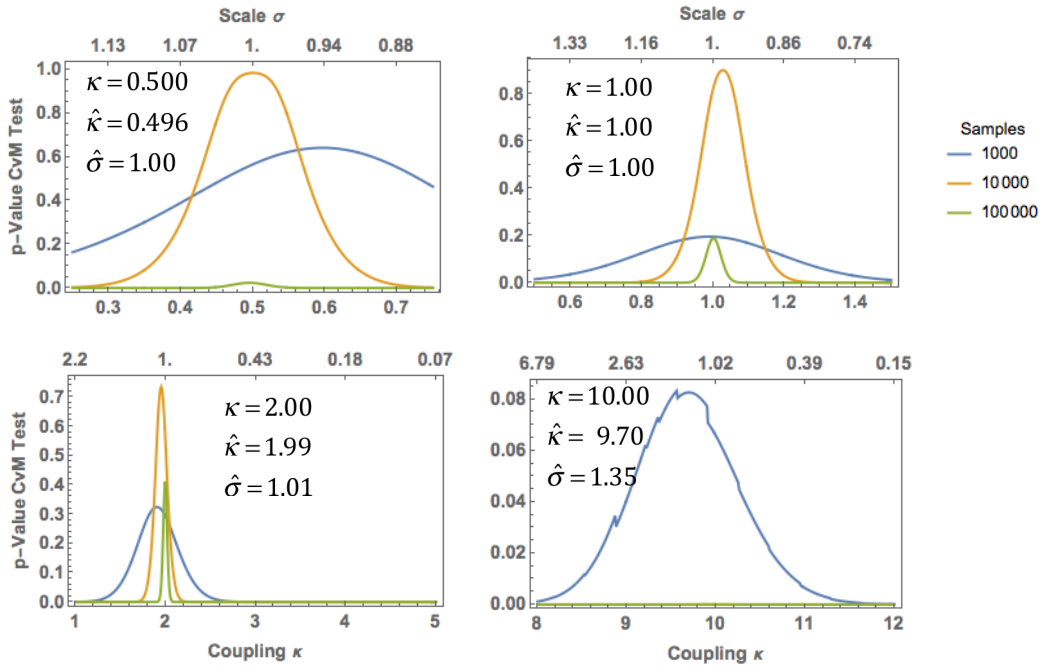 Scale σ
1.13 1.07 1. 0.94 0.88
p-Value CvM Test
1.0
0.8
0.6
0.4
0.2
0.0
κ = 0.500
κ̂ = 0.496
σ̂ = 1.00
0.3 0.4 0.5 0.6 0.7
Scale σ
1.33 1.16 1. 0.86 0.74
0.8
0.6
0.4
0.2
0.0
κ = 1.00
κ̂ = 1.00
σ̂ = 1.00
0.6 0.8 1.0 1.2 1.4
Samples
1000
10 000
100 000
2.2 1. 0.43 0.18 0.07
p-Value CvM Test
0.7
0.6
0.5
0.4
0.3
0.2
0.1
0.0
κ = 2.00
κ̂ = 1.99
σ̂ = 1.01
1 2 3 4 5
Coupling κ
6.79 2.63 1.02 0.39 0.15
0.08
0.06
0.04
0.02
0.00
κ = 10.00
κ̂ = 9.70
σ̂ = 1.35
8 9 10 11 12
Coupling κ